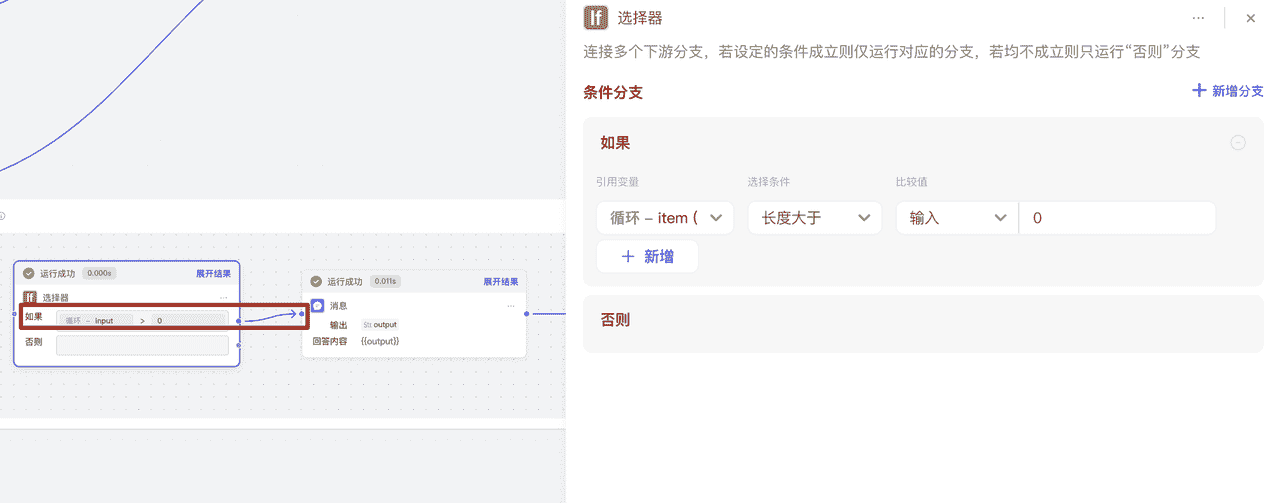 选择器
连接多个下游分支，若设定的条件成立则仅运行对应的分支，若均不成立则只运行“否则”分支
条件分支
新增分支
如果
引用变量 选择条件 比较值
循环 – item ( 长度大于 输入 0
新增
否则
运行成功 0.000s 展开结果
选择器
如果 循环 – input > 0
否则
运行成功 0.011s 展开结果
消息
输出 output
回答内容 {{output}}